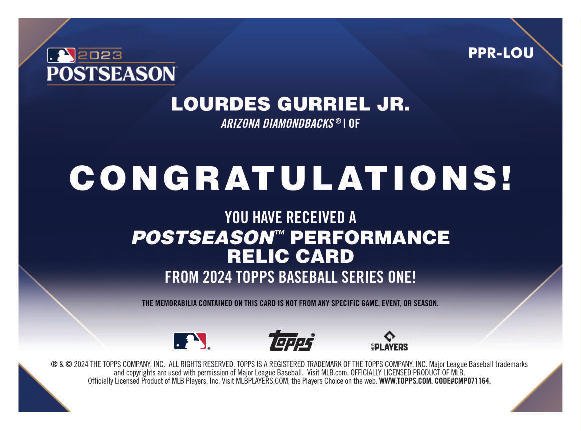 2023
POSTSEASON
PPR-LOU
LOURDES GURRIEL JR.
ARIZONA DIAMONDBACKS® | OF
CONGRATULATIONS!
YOU HAVE RECEIVED A
POSTSEASON™ PERFORMANCE
RELIC CARD
FROM 2024 TOPPS BASEBALL SERIES ONE!
THE MEMORABILIA CONTAINED ON THIS CARD IS NOT FROM ANY SPECIFIC GAME, EVENT, OR SEASON.
topps
PLAYERS
® & © 2024 THE TOPPS COMPANY, INC. ALL RIGHTS RESERVED. TOPPS IS A REGISTERED TRADEMARK OF THE TOPPS COMPANY, INC. Major League Baseball trademarks
and copyrights are used with permission of Major League Baseball. Visit MLB.com. OFFICIALLY LICENSED PRODUCT OF MLB.
Officially Licensed Product of MLB Players, Inc. Visit MLBPLAYERS.COM, the Players Choice on the web. WWW.TOPPS.COM. CODE#CMP071164.